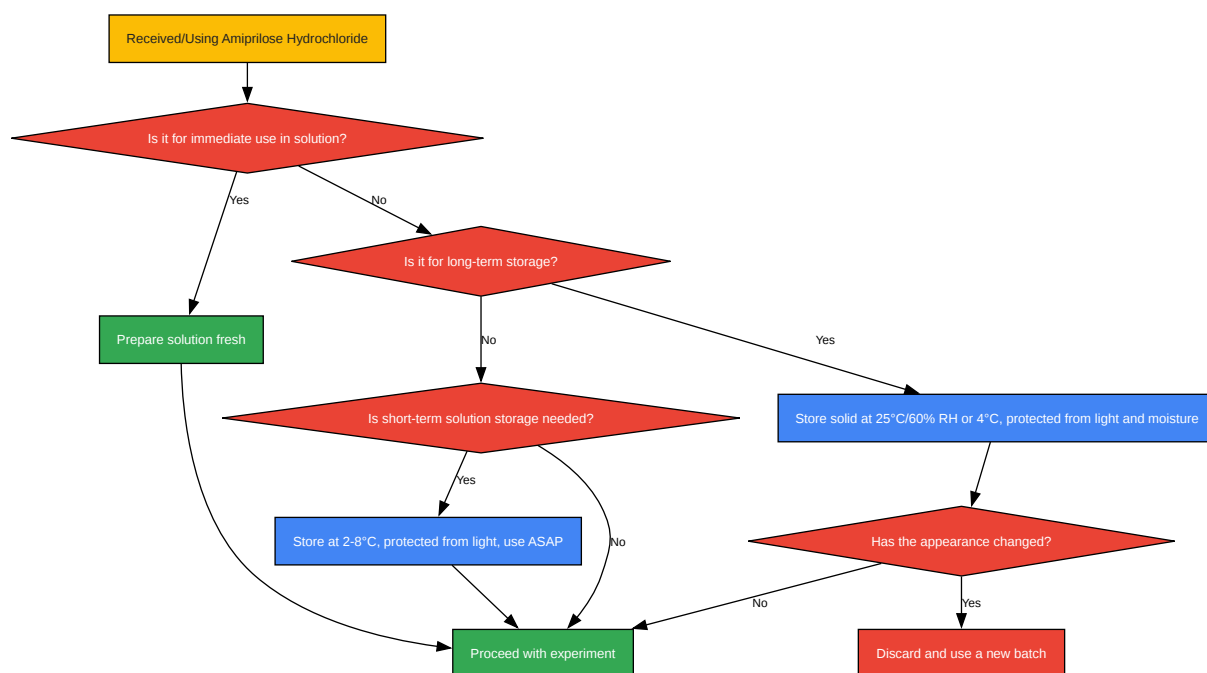 Received/Using Amiprilose Hydrochloride
Is it for immediate use in solution?
Yes
No
Is it for long-term storage?
Prepare solution fresh
No
Yes
Is short-term solution storage needed?
Store solid at 25°C/60% RH or 4°C, protected from light and moisture
Yes
Store at 2-8°C, protected from light, use ASAP
No
Has the appearance changed?
No
Yes
Proceed with experiment
Discard and use a new batch